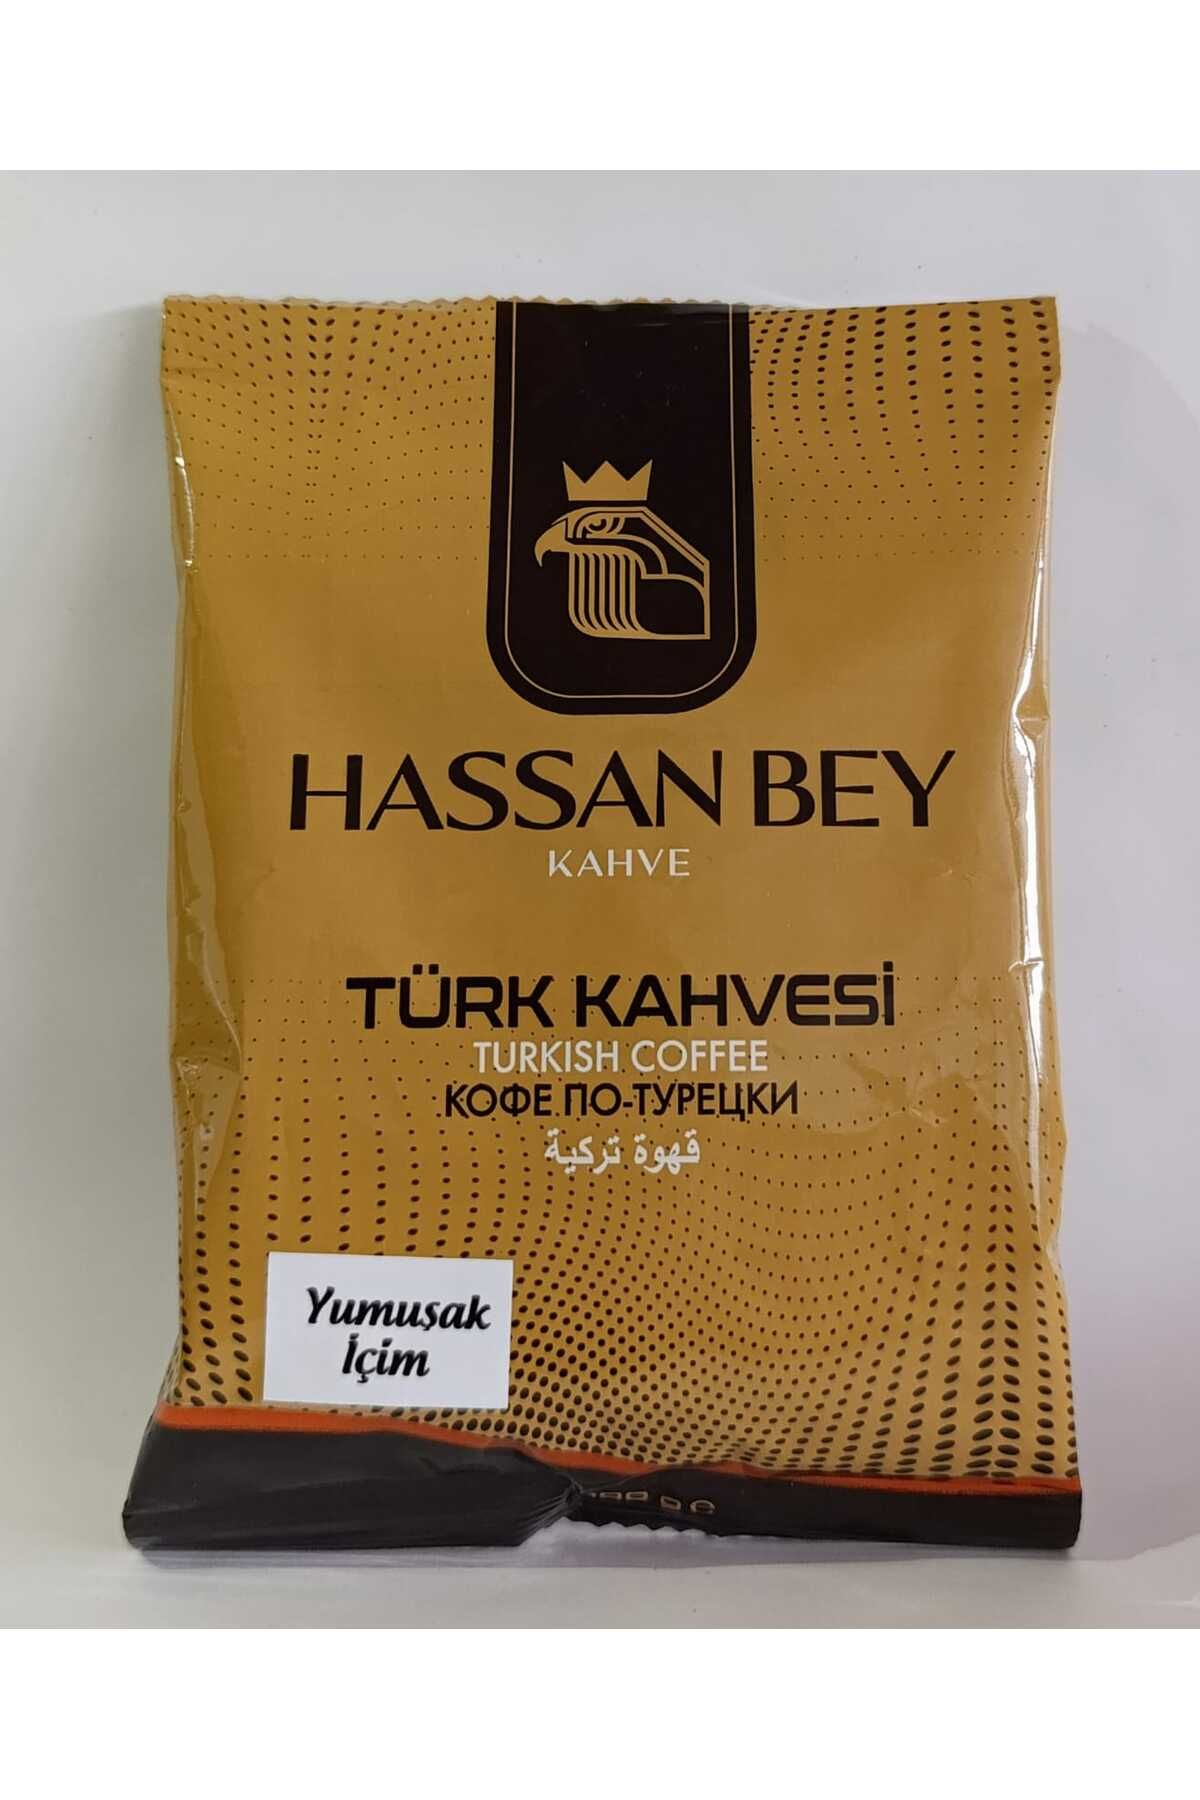 HASSAN BEY
KAHVE
TÜRK KAHVESİ
TURKISH COFFEE
КОФЕ ПО-ТУРЕЦКИ
قهوة تركية
Yumuşak
İçim